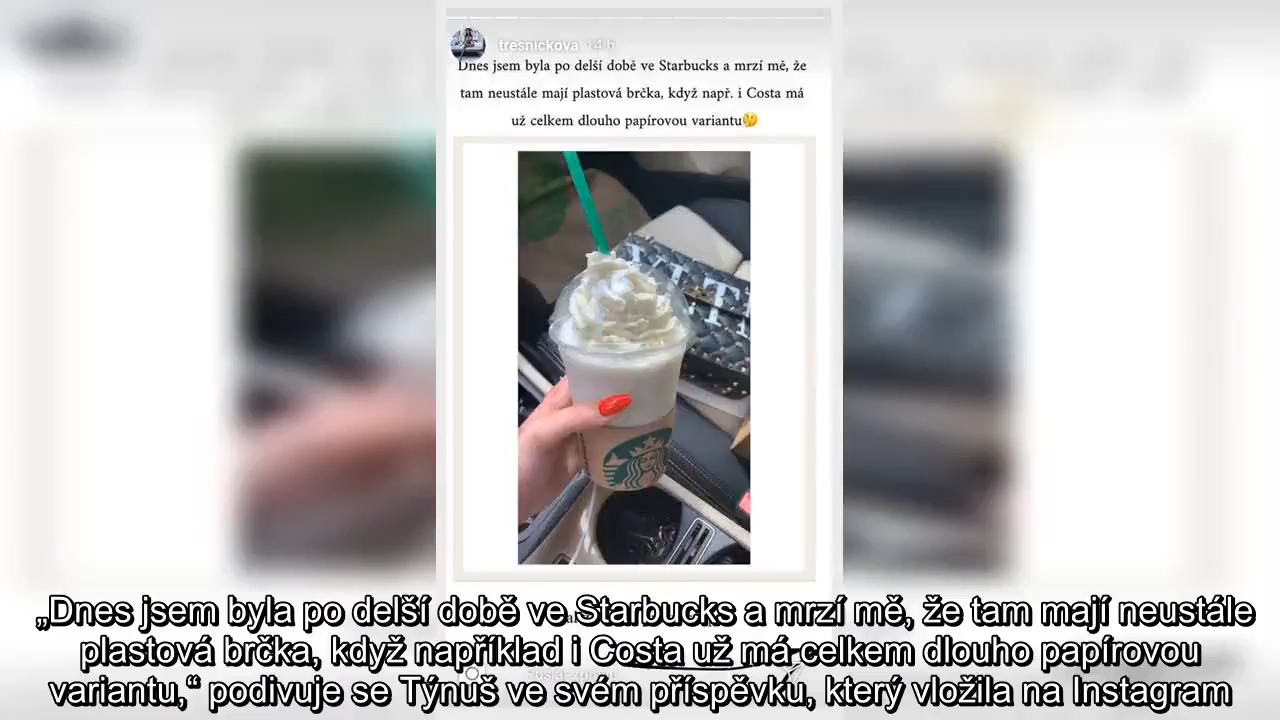 tresnickova 14 h
Dnes jsem byla po delší době ve Starbucks a mrzí mě, že
tam neustále mají plastová brčka, když např. i Costa má
už celkem dlouho papírovou variantu🤔
„Dnes jsem byla po delší době ve Starbucks a mrzí mě, že tam mají neustále
plastová brčka, když například i Costa už má celkem dlouho papírovou
variantu,“ podivuje se Týnuš ve svém příspěvku, který vložila na Instagram